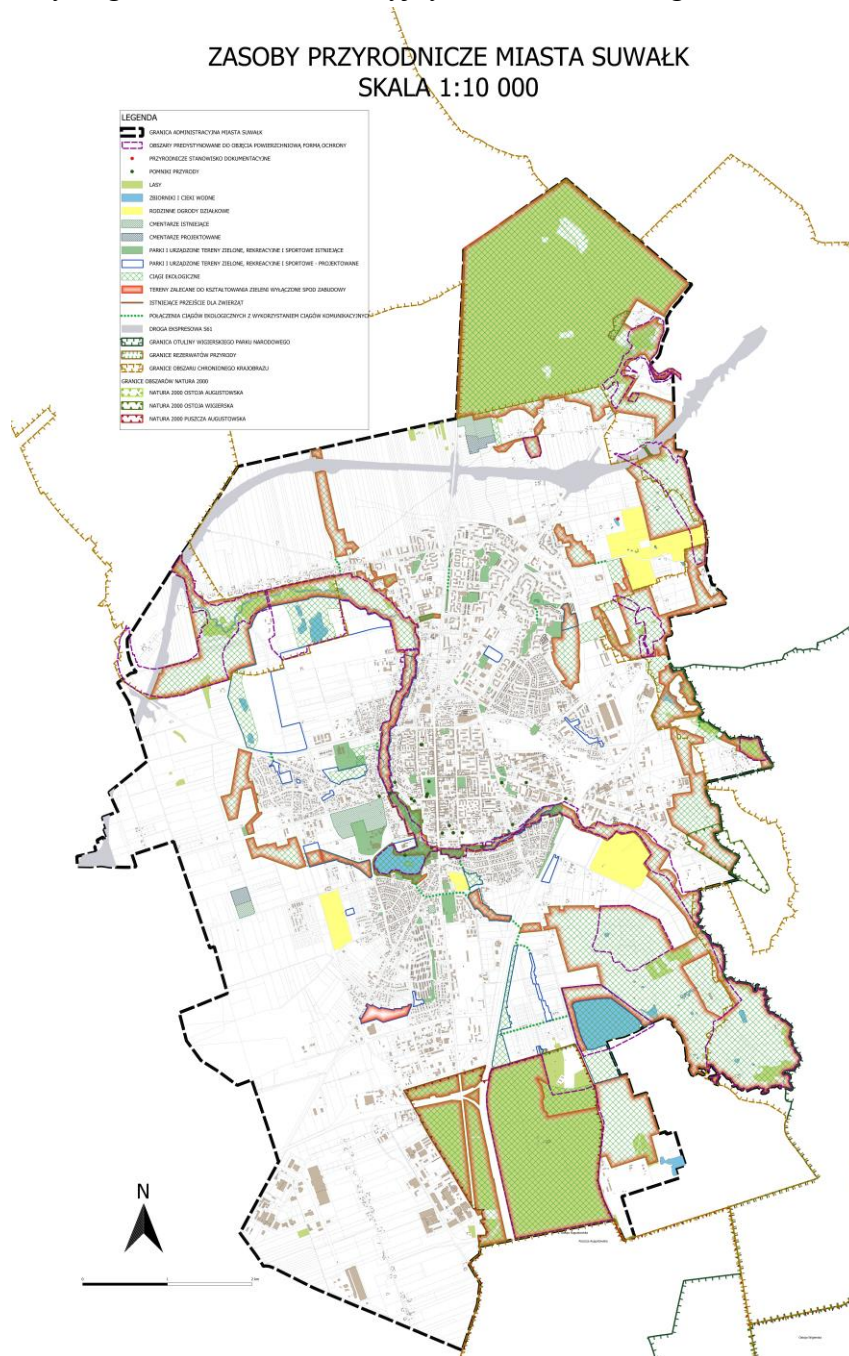 ZASOBY PRZYRODNICZE MIASTA SUWAŁK
SKALA 1:10 000
LEGENDA
GRANICA ADMINISTRACYJNA MIASTA SUWAŁK
OBSZARY PREDYSTYNOWANE DO OBJĘCIA POWIERZCHNIOWĄ FORMĄ OCHRONY
PRZYRODNICZE STANOWISKO DOKUMENTACYJNE
POMNIKI PRZYRODY
LASY
ZBIORNIKI I CIEKI WODNE
RODZINNE OGRODY DZIAŁKOWE
CMENTARZE ISTNIEJĄCE
CMENTARZE PROJEKTOWANE
PARKI I URZĄDZONE TERENY ZIELONE, REKREACYJNE I SPORTOWE ISTNIEJĄCE
PARKI I URZĄDZONE TERENY ZIELONE, REKREACYJNE I SPORTOWE - PROJEKTOWANE
CIĄGI EKOLOGICZNE
TERENY ZALECANE DO KSZTAŁTOWANIA ZIELENI WYŁĄCZONE SPOD ZABUDOWY
ISTNIEJĄCE PRZEJŚCIE DLA ZWIERZĄT
POŁĄCZENIA CIĄGÓW EKOLOGICZNYCH Z WYKORZYSTANIEM CIĄGÓW KOMUNIKACYJNYCH
DROGA EKSPRESOWA S61
GRANICA OTULINY WIGIERSKIEGO PARKU NARODOWEGO
GRANICE REZERWATÓW PRZYRODY
GRANICE OBSZARU CHRONIONEGO KRAJOBRAZU
GRANICE OBSZARÓW NATURA 2000
NATURA 2000 OSTOJA AUGUSTOWSKA
NATURA 2000 OSTOJA WIGIERSKA
NATURA 2000 PUSZCZA AUGUSTOWSKA
N
0 1 2 km